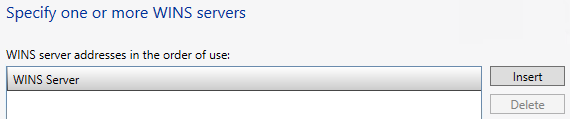 Specify one or more WINS servers
WINS server addresses in the order of use:
WINS Server
Insert
Delete